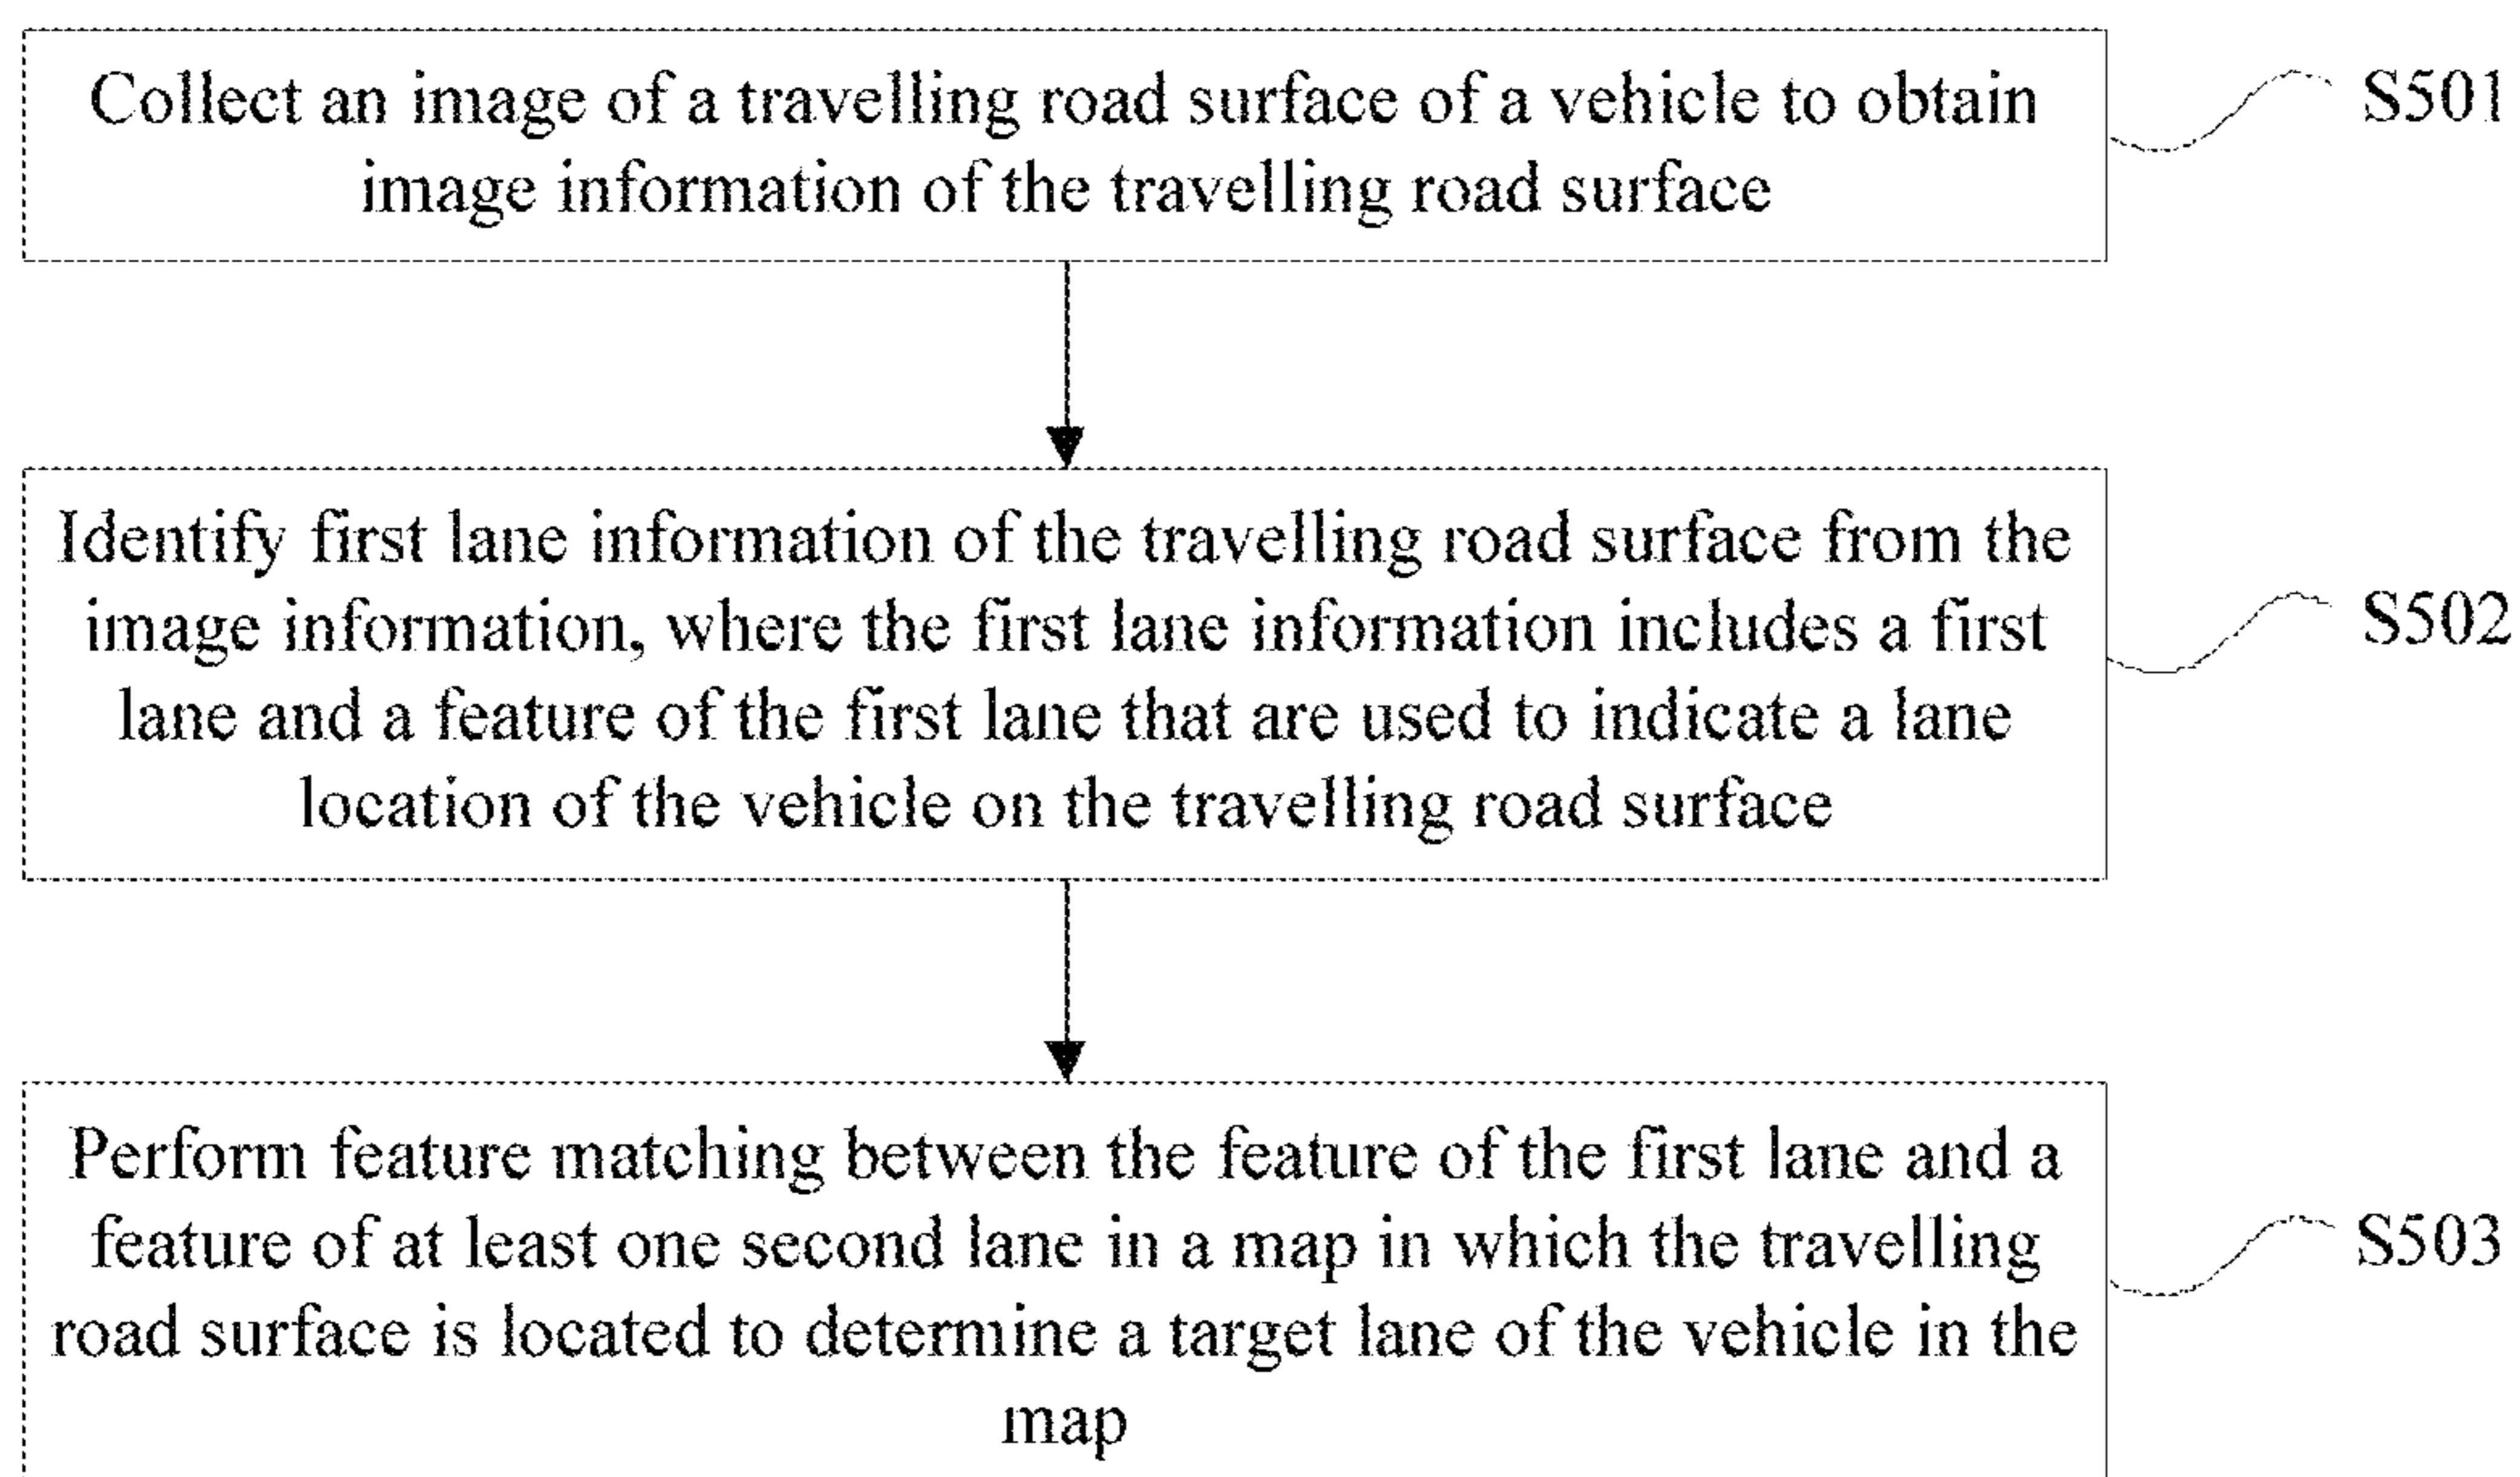 Collect an image of a travelling road surface of a vehicle to obtain
image information of the travelling road surface
S501
Identify first lane information of the travelling road surface from the
image information, where the first lane information includes a first
lane and a feature of the first lane that are used to indicate a lane
location of the vehicle on the travelling road surface
S502
Perform feature matching between the feature of the first lane and a
feature of at least one second lane in a map in which the travelling
road surface is located to determine a target lane of the vehicle in the
map
S503